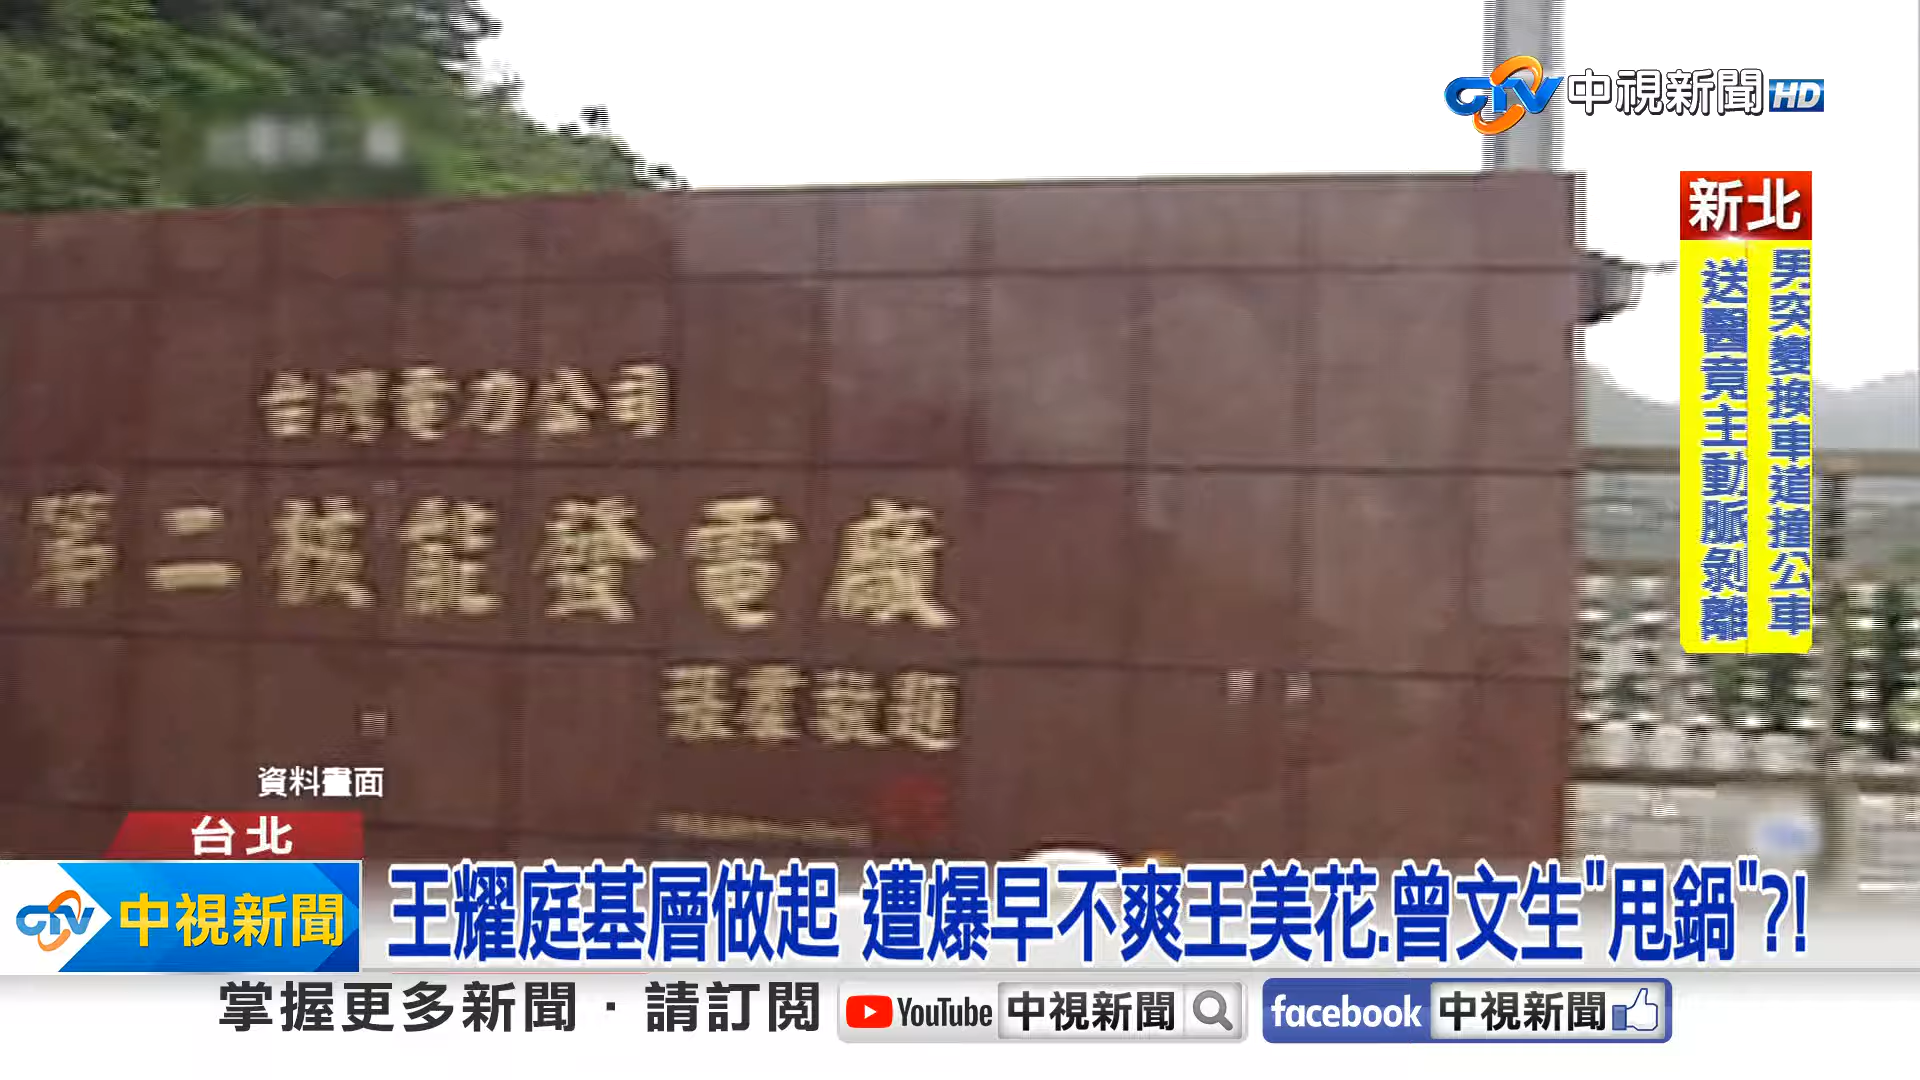 CTV 中視新聞 HD
新北
男突變換車道撞公車
送醫竟主動脈剝離
台灣電力公司
第二核能發電廠
資料畫面
台北
CTV 中視新聞
王耀庭基層做起 遭爆早不爽王美花.曾文生"甩鍋"?!
掌握更多新聞・請訂閱
YouTube 中視新聞
facebook 中視新聞